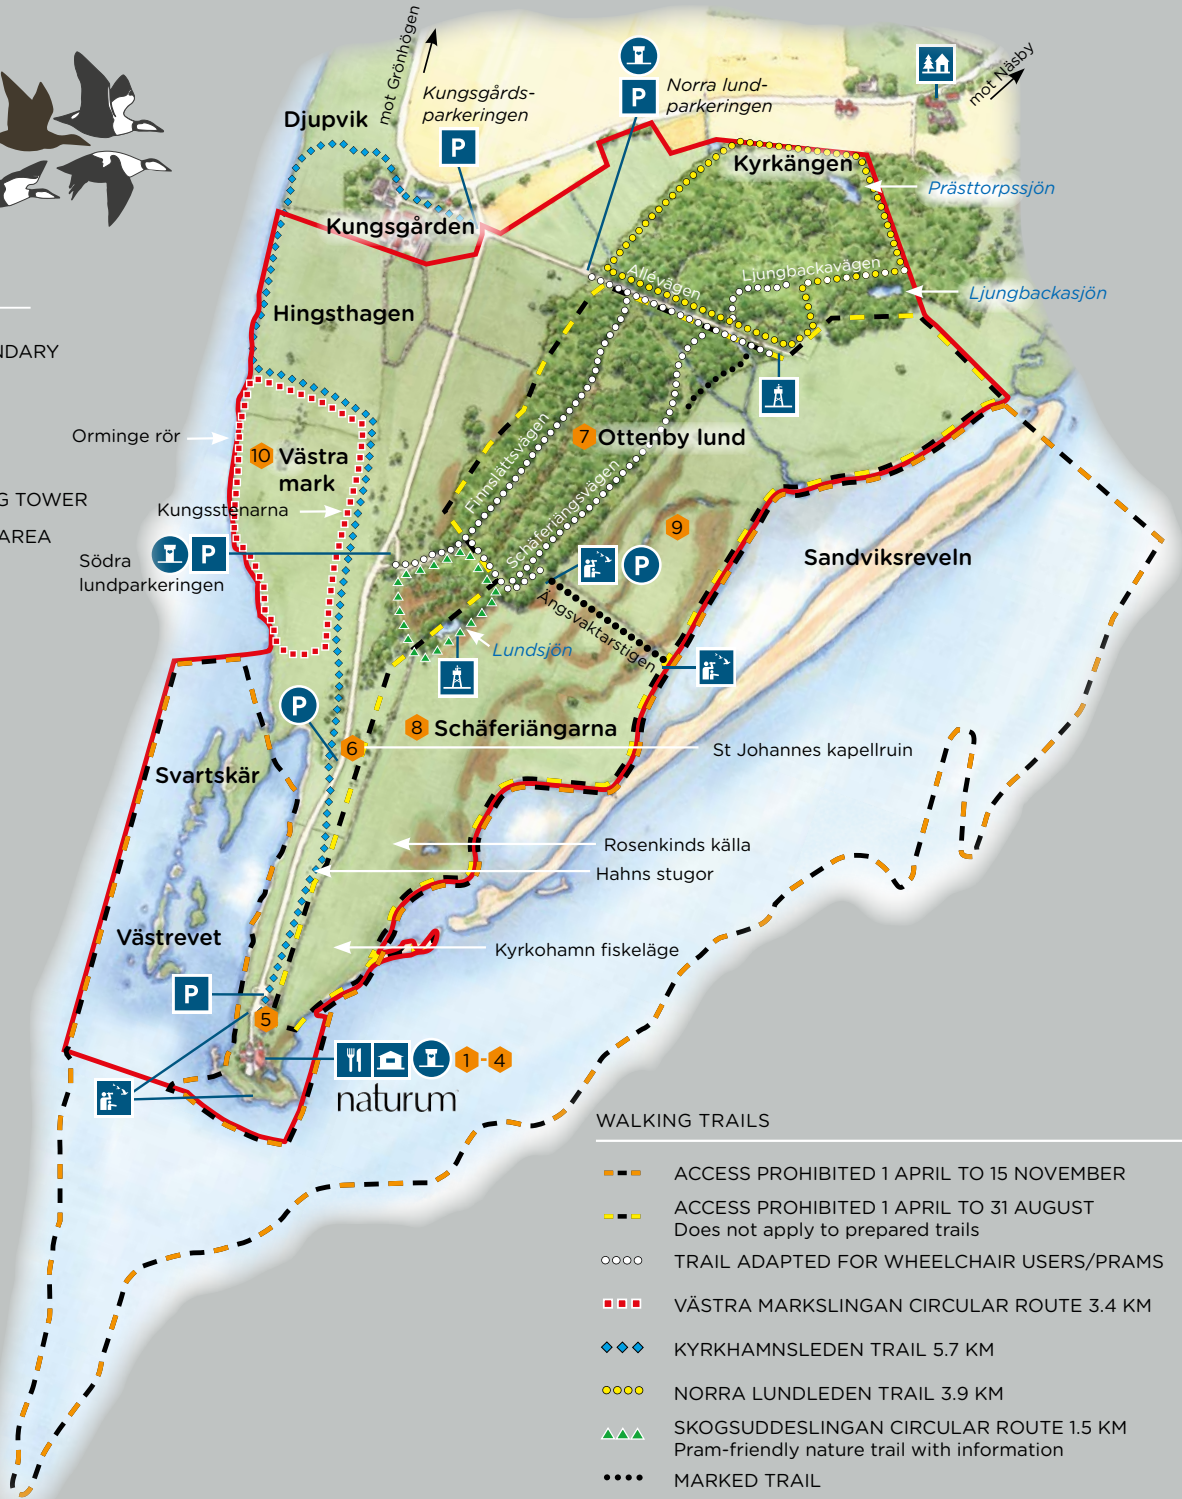 mot Grönhögen
Kungsgårds-
parkeringen
P
Djupvik
P
Norra lund-
parkeringen
mot Näsby
Kyrkängen
Prästtorpssjön
Kungsgården
Allévägen
Ljungbackavägen
Ljungbackasjön
Hingsthagen
NDARY
Orminge rör
10 Västra
mark
7 Ottenby lund
Finnslättsvägen
Schäferiängsvägen
G TOWER
Kungsstenarna
AREA
9
Södra
lundparkeringen
P
P
Sandviksreveln
Ängsvaktarstigen
Lundsjön
P
8 Schäferiängarna
6
St Johannes kapellruin
Svartskär
Rosenkinds källa
Hahns stugor
Västrevet
Kyrkohamn fiskeläge
P
5
1 - 4
naturum
WALKING TRAILS
ACCESS PROHIBITED 1 APRIL TO 15 NOVEMBER
ACCESS PROHIBITED 1 APRIL TO 31 AUGUST
Does not apply to prepared trails
TRAIL ADAPTED FOR WHEELCHAIR USERS/PRAMS
VÄSTRA MARKSLINGAN CIRCULAR ROUTE 3.4 KM
KYRKHAMNSLEDEN TRAIL 5.7 KM
NORRA LUNDLEDEN TRAIL 3.9 KM
SKOGSUDDESLINGAN CIRCULAR ROUTE 1.5 KM
Pram-friendly nature trail with information
MARKED TRAIL